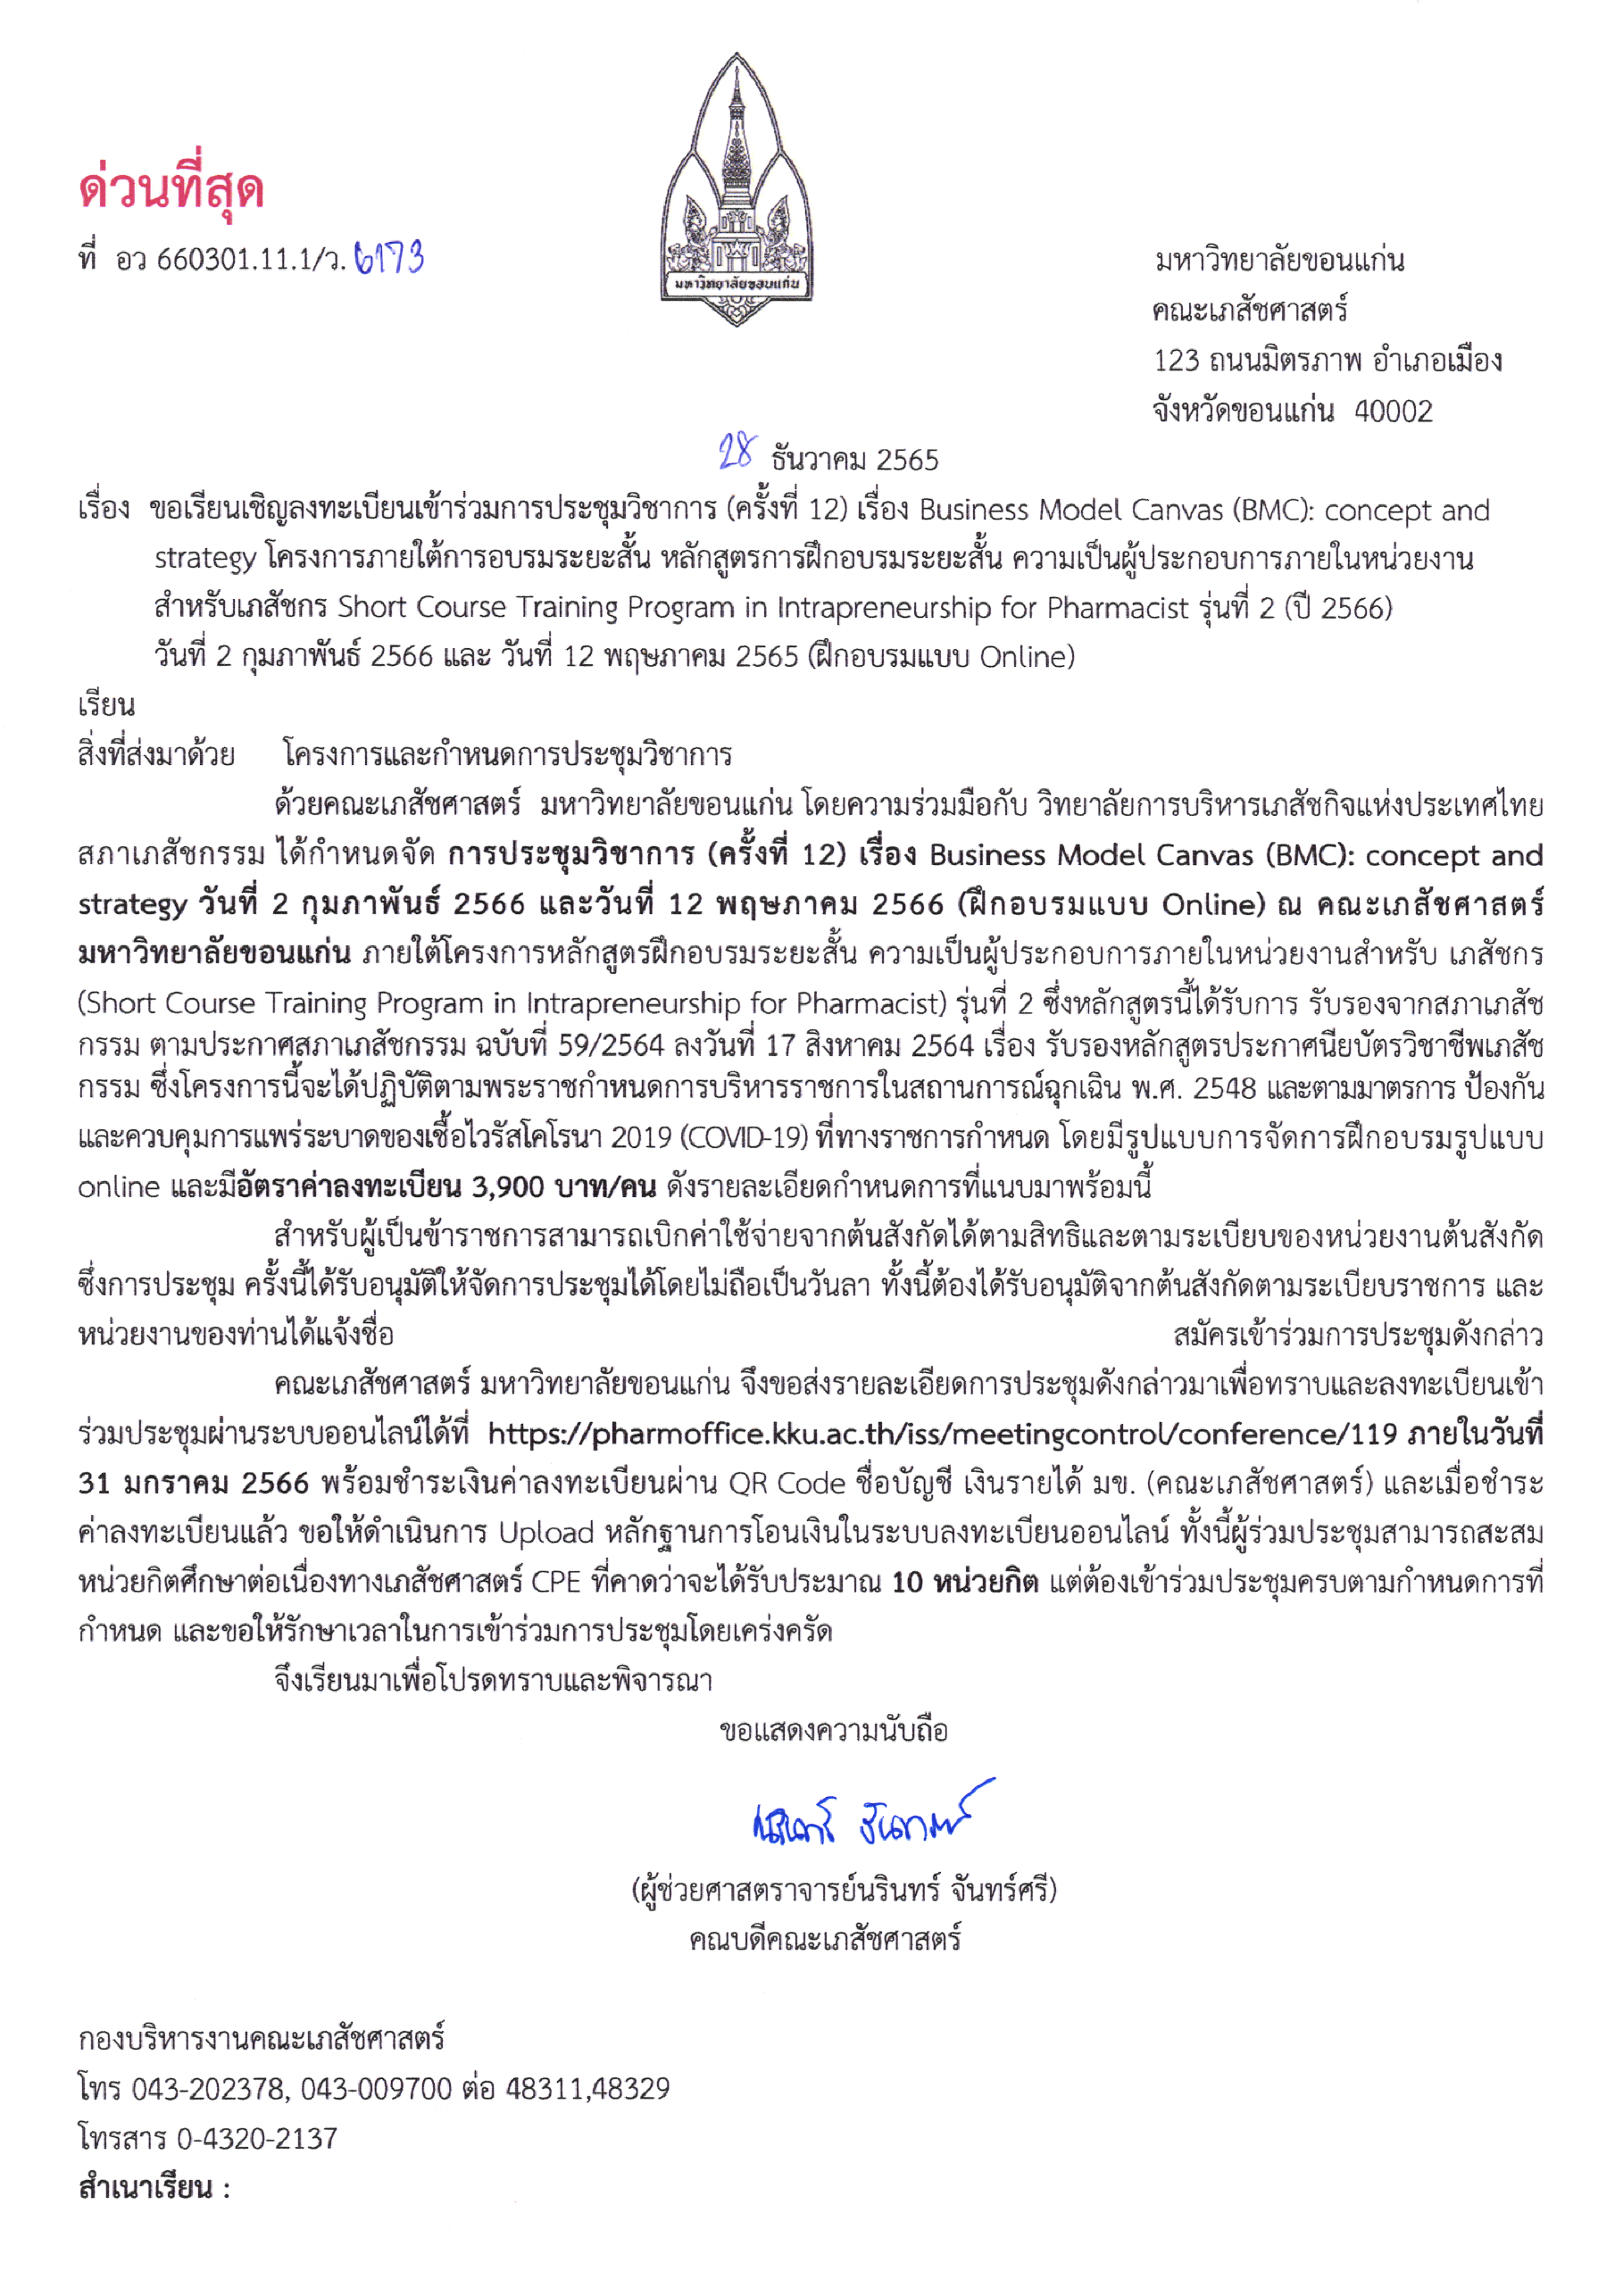 ด่วนที่สุด
ที่ อว 660301.11.1/ว. 6173
มหาวิทยาลัยขอนแก่น
มหาวิทยาลัยขอนแก่น
คณะเภสัชศาสตร์
123 ถนนมิตรภาพ อำเภอเมือง
จังหวัดขอนแก่น 40002
28 ธันวาคม 2565
เรื่อง ขอเรียนเชิญลงทะเบียนเข้าร่วมการประชุมวิชาการ (ครั้งที่ 12) เรื่อง Business Model Canvas (BMC): concept and
strategy โครงการภายใต้การอบรมระยะสั้น หลักสูตรการฝึกอบรมระยะสั้น ความเป็นผู้ประกอบการภายในหน่วยงาน
สำหรับเภสัชกร Short Course Training Program in Intrapreneurship for Pharmacist รุ่นที่ 2 (ปี 2566)
วันที่ 2 กุมภาพันธ์ 2566 และ วันที่ 12 พฤษภาคม 2565 (ฝึกอบรมแบบ Online)
เรียน
สิ่งที่ส่งมาด้วย โครงการและกำหนดการประชุมวิชาการ
ด้วยคณะเภสัชศาสตร์ มหาวิทยาลัยขอนแก่น โดยความร่วมมือกับ วิทยาลัยการบริหารเภสัชกิจแห่งประเทศไทย
สภาเภสัชกรรม ได้กำหนดจัด การประชุมวิชาการ (ครั้งที่ 12) เรื่อง Business Model Canvas (BMC): concept and
strategy วันที่ 2 กุมภาพันธ์ 2566 และวันที่ 12 พฤษภาคม 2566 (ฝึกอบรมแบบ Online) ณ คณะเภสัชศาสตร์
มหาวิทยาลัยขอนแก่น ภายใต้โครงการหลักสูตรฝึกอบรมระยะสั้น ความเป็นผู้ประกอบการภายในหน่วยงานสำหรับ เภสัชกร
(Short Course Training Program in Intrapreneurship for Pharmacist) รุ่นที่ 2 ซึ่งหลักสูตรนี้ได้รับการ รับรองจากสภาเภสัช
กรรม ตามประกาศสภาเภสัชกรรม ฉบับที่ 59/2564 ลงวันที่ 17 สิงหาคม 2564 เรื่อง รับรองหลักสูตรประกาศนียบัตรวิชาชีพเภสัช
กรรม ซึ่งโครงการนี้จะได้ปฏิบัติตามพระราชกำหนดการบริหารราชการในสถานการณ์ฉุกเฉิน พ.ศ. 2548 และตามมาตรการ ป้องกัน
และควบคุมการแพร่ระบาดของเชื้อไวรัสโคโรนา 2019 (COVID-19) ที่ทางราชการกำหนด โดยมีรูปแบบการจัดการฝึกอบรมรูปแบบ
online และมีอัตราค่าลงทะเบียน 3,900 บาท/คน ดังรายละเอียดกำหนดการที่แนบมาพร้อมนี้
สำหรับผู้เป็นข้าราชการสามารถเบิกค่าใช้จ่ายจากต้นสังกัดได้ตามสิทธิและตามระเบียบของหน่วยงานต้นสังกัด
ซึ่งการประชุม ครั้งนี้ได้รับอนุมัติให้จัดการประชุมได้โดยไม่ถือเป็นวันลา ทั้งนี้ต้องได้รับอนุมัติจากต้นสังกัดตามระเบียบราชการ และ
หน่วยงานของท่านได้แจ้งชื่อ สมัครเข้าร่วมการประชุมดังกล่าว
คณะเภสัชศาสตร์ มหาวิทยาลัยขอนแก่น จึงขอส่งรายละเอียดการประชุมดังกล่าวมาเพื่อทราบและลงทะเบียนเข้า
ร่วมประชุมผ่านระบบออนไลน์ได้ที่ https://pharmoffice.kku.ac.th/iss/meetingcontrol/conference/119 ภายในวันที่
31 มกราคม 2566 พร้อมชำระเงินค่าลงทะเบียนผ่าน QR Code ชื่อบัญชี เงินรายได้ มข. (คณะเภสัชศาสตร์) และเมื่อชำระ
ค่าลงทะเบียนแล้ว ขอให้ดำเนินการ Upload หลักฐานการโอนเงินในระบบลงทะเบียนออนไลน์ ทั้งนี้ผู้ร่วมประชุมสามารถสะสม
หน่วยกิตศึกษาต่อเนื่องทางเภสัชศาสตร์ CPE ที่คาดว่าจะได้รับประมาณ 10 หน่วยกิต แต่ต้องเข้าร่วมประชุมครบตามกำหนดการที่
กำหนด และขอให้รักษาเวลาในการเข้าร่วมการประชุมโดยเคร่งครัด
จึงเรียนมาเพื่อโปรดทราบและพิจารณา
ขอแสดงความนับถือ
(ผู้ช่วยศาสตราจารย์นรินทร์ จันทร์ศรี)
คณบดีคณะเภสัชศาสตร์
กองบริหารงานคณะเภสัชศาสตร์
โทร 043-202378, 043-009700 ต่อ 48311,48329
โทรสาร 0-4320-2137
สำเนาเรียน :